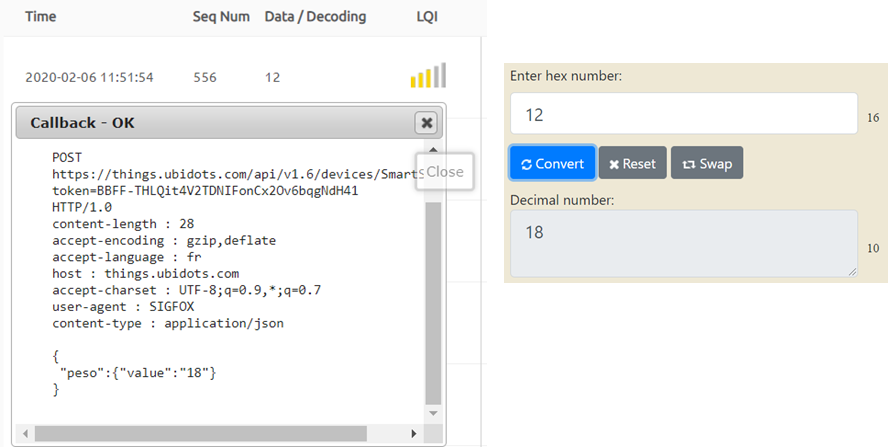 Time Seq Num Data / Decoding LQI
2020-02-06 11:51:54 556 12
Callback - OK
POST
https://things.ubidots.com/api/v1.6/devices/SmartS
Close
token=BBFF-THLQit4V2TDNIFonCx2Ov6bqgNdH41
HTTP/1.0
content-length : 28
accept-encoding : gzip,deflate
accept-language : fr
host : things.ubidots.com
accept-charset : UTF-8;q=0.9,*;q=0.7
user-agent : SIGFOX
content-type : application/json
{
"peso":{"value":"18"}
}
Enter hex number:
12 16
Convert Reset Swap
Decimal number:
18 10